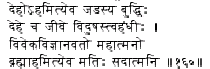 देहोऽहमित्येव जडस्य बुद्धिः
देहे च जीवे विदुषस्त्वहंधीः ।
विवेकविज्ञानवतो महात्मनो
ब्रह्माहमित्येव मतिः सदात्मनि ॥१६०॥